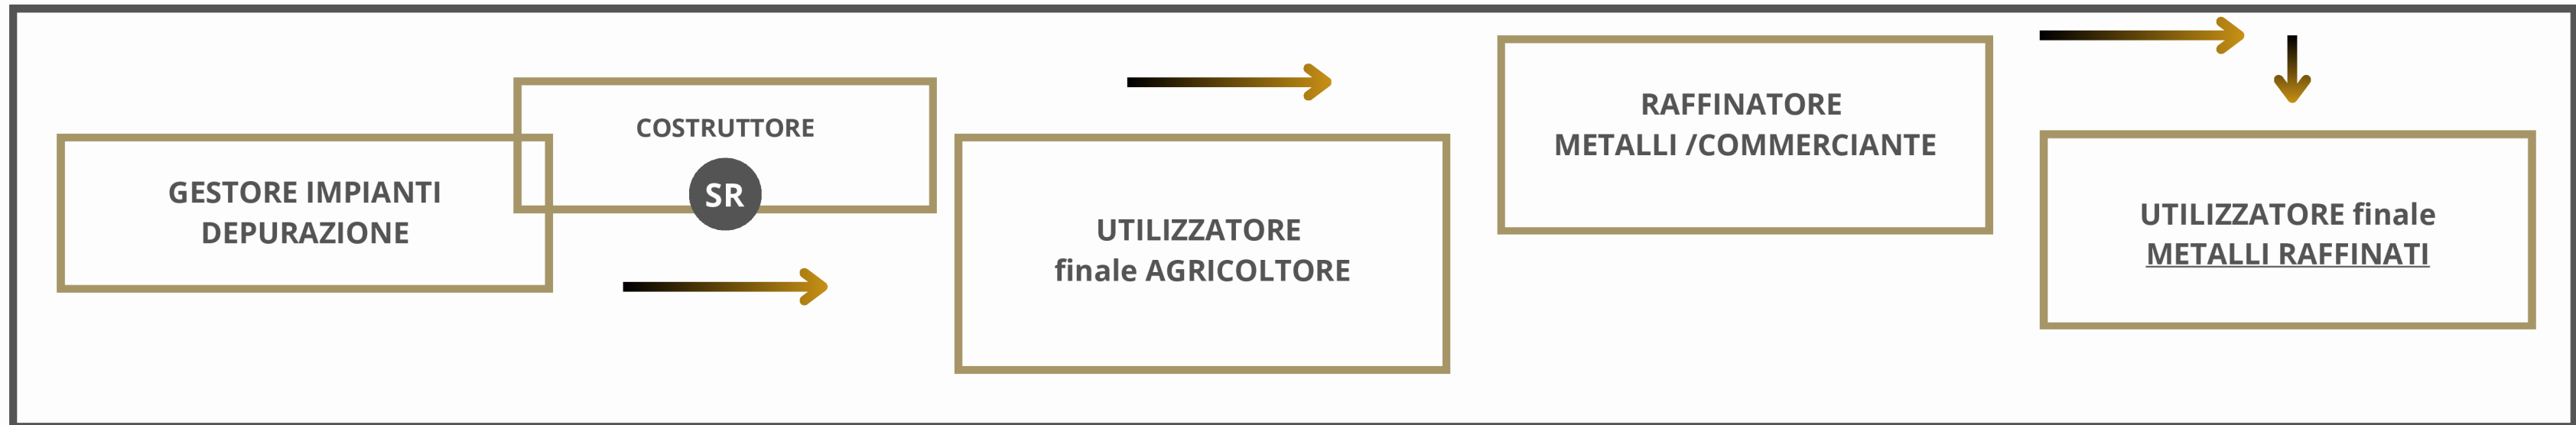 GESTORE IMPIANTI
DEPURAZIONE
COSTRUTTORE
SR
UTILIZZATORE
finale AGRICOLTORE
RAFFINATORE
METALLI /COMMERCIANTE
UTILIZZATORE finale
METALLI RAFFINATI